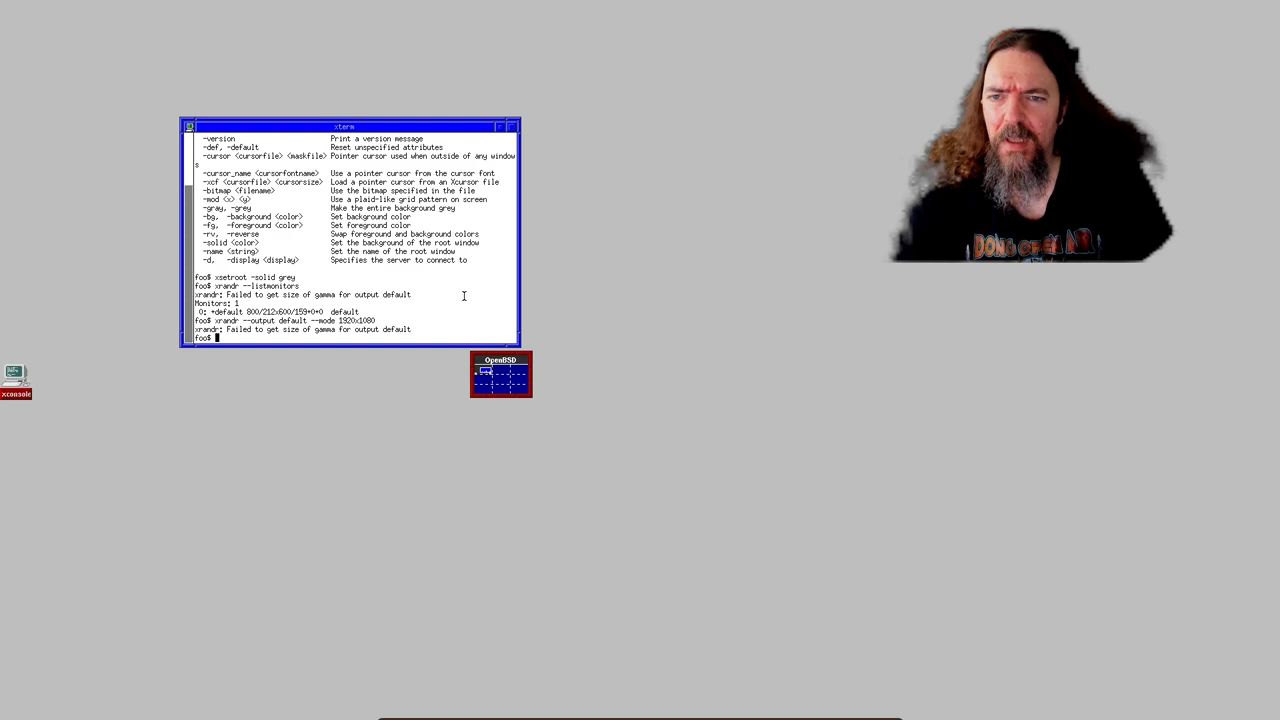 xterm
-version Print a version message
-def, -default Reset unspecified attributes
-cursor <cursorfile> <maskfile> Pointer cursor used when outside of any window
s
-cursor_name <cursorfontname> Use a pointer cursor from the cursor font
-xcf <cursorfile> <cursorsize> Load a pointer cursor from an Xcursor file
-bitmap <filename> Use the bitmap specified in the file
-mod <x> <y> Use a plaid-like grid pattern on screen
-gray, -grey Make the entire background grey
-bg, -background <color> Set background color
-fg, -foreground <color> Set foreground color
-rv, -reverse Swap foreground and background colors
-solid <color> Set the background of the root window
-name <string> Set the name of the root window
-d, -display <display> Specifies the server to connect to
foo$ xsetroot -solid grey
foo$ xrandr --listmonitors
xrandr: Failed to get size of gamma for output default
Monitors: 1
0: +default 800/212x600/159+0+0 default
foo$ xrandr --output default --mode 1920x1080
xrandr: Failed to get size of gamma for output default
foo$
OpenBSD
xconsole